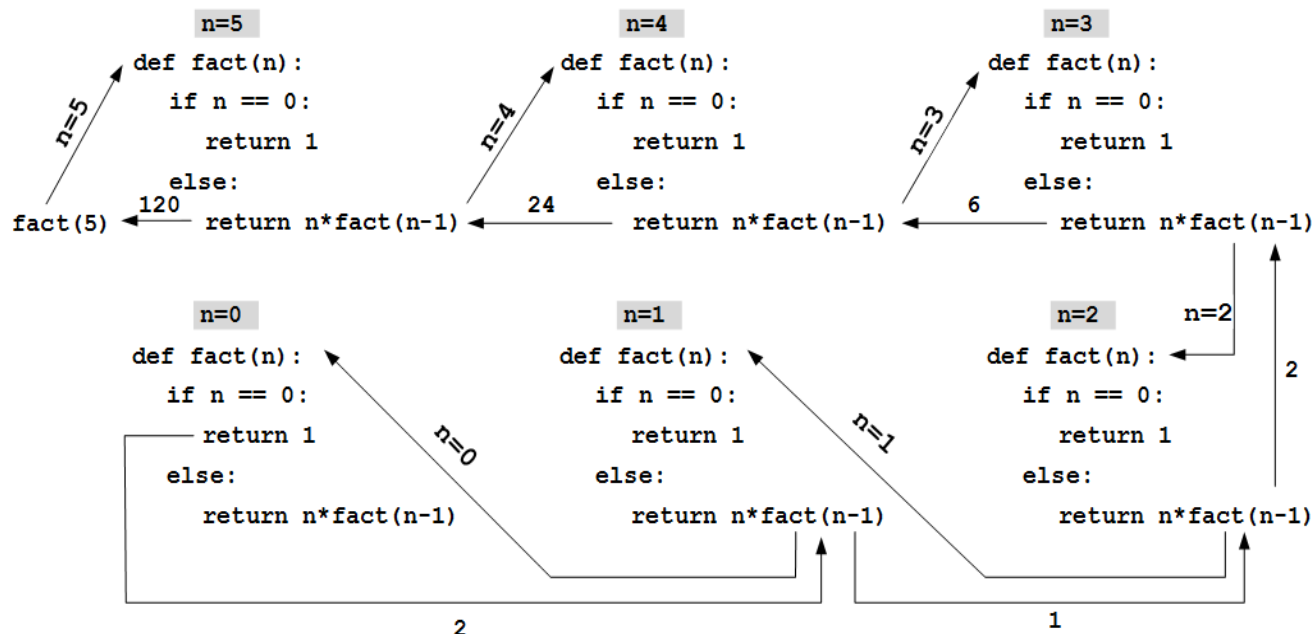 n=5
def fact(n):
if n == 0:
return 1
else:
return n*fact(n-1)
n=5
fact(5)
120
n=4
def fact(n):
if n == 0:
return 1
else:
return n*fact(n-1)
n=4
24
n=3
def fact(n):
if n == 0:
return 1
else:
return n*fact(n-1)
n=3
6
n=0
def fact(n):
if n == 0:
return 1
else:
return n*fact(n-1)
n=0
2
n=1
def fact(n):
if n == 0:
return 1
else:
return n*fact(n-1)
n=1
1
n=2
def fact(n):
if n == 0:
return 1
else:
return n*fact(n-1)
n=2
2